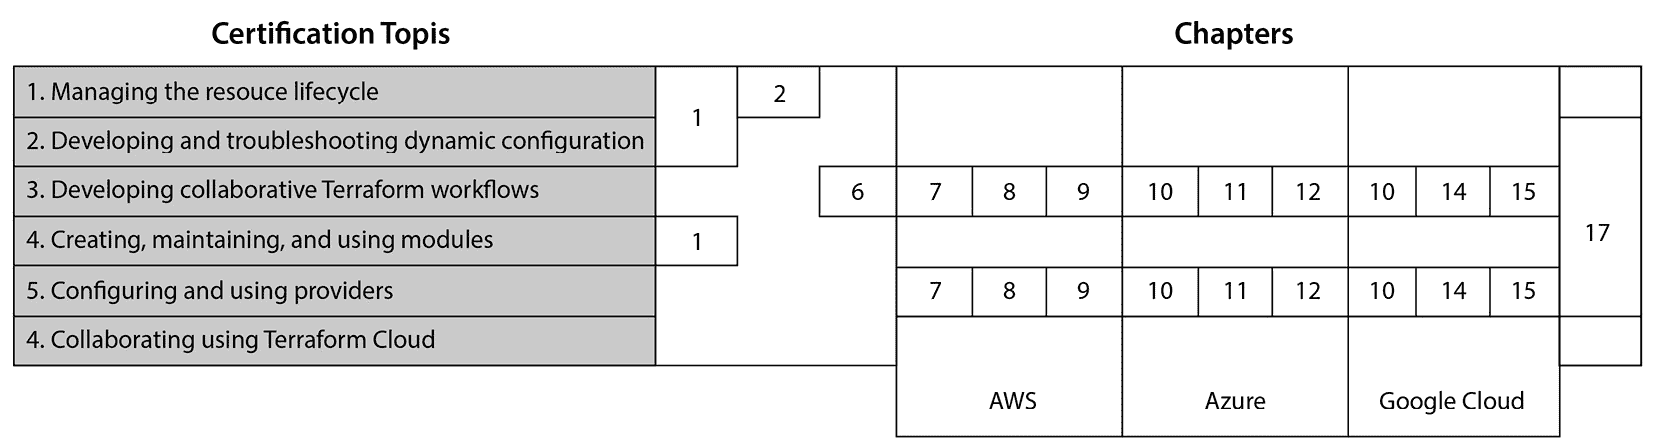 Certification Topis
Chapters
1. Managing the resouce lifecycle
2
1
2. Developing and troubleshooting dynamic configuration
3. Developing collaborative Terraform workflows
6 7 8 9 10 11 12 10 14 15
17
4. Creating, maintaining, and using modules
1
5. Configuring and using providers
7 8 9 10 11 12 10 14 15
4. Collaborating using Terraform Cloud
AWS
Azure
Google Cloud